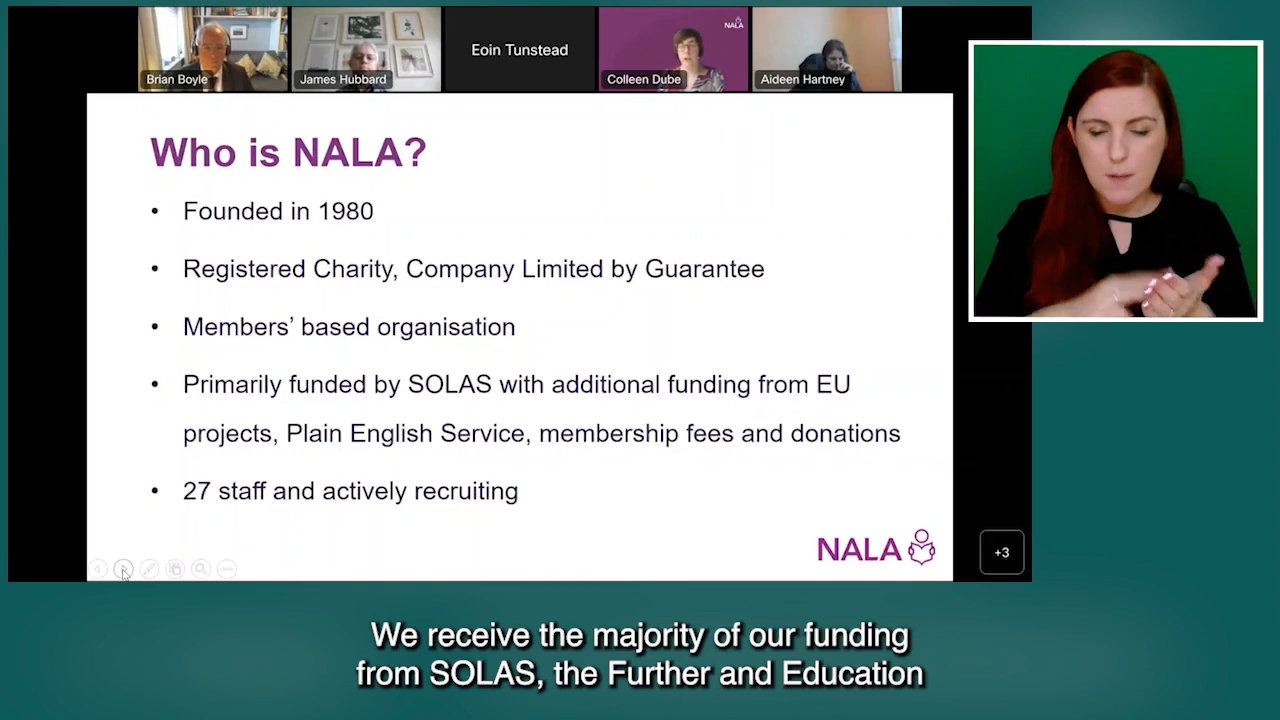 NALA
Eoin Tunstead
Brian Boyle
James Hubbard
Colleen Dube
Aideen Hartney
Who is NALA?
• Founded in 1980
• Registered Charity, Company Limited by Guarantee
• Members’ based organisation
• Primarily funded by SOLAS with additional funding from EU
projects, Plain English Service, membership fees and donations
• 27 staff and actively recruiting
NALA
+3
We receive the majority of our funding
from SOLAS, the Further and Education